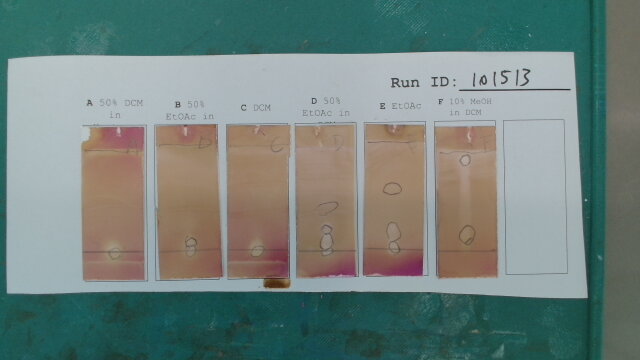 Run ID: 101513
A 50% DCM
in
B 50%
EtOAc in
C DCM
D 50%
EtOAc in
E EtOAc
F 10% MeOH
in DCM
A
C
D